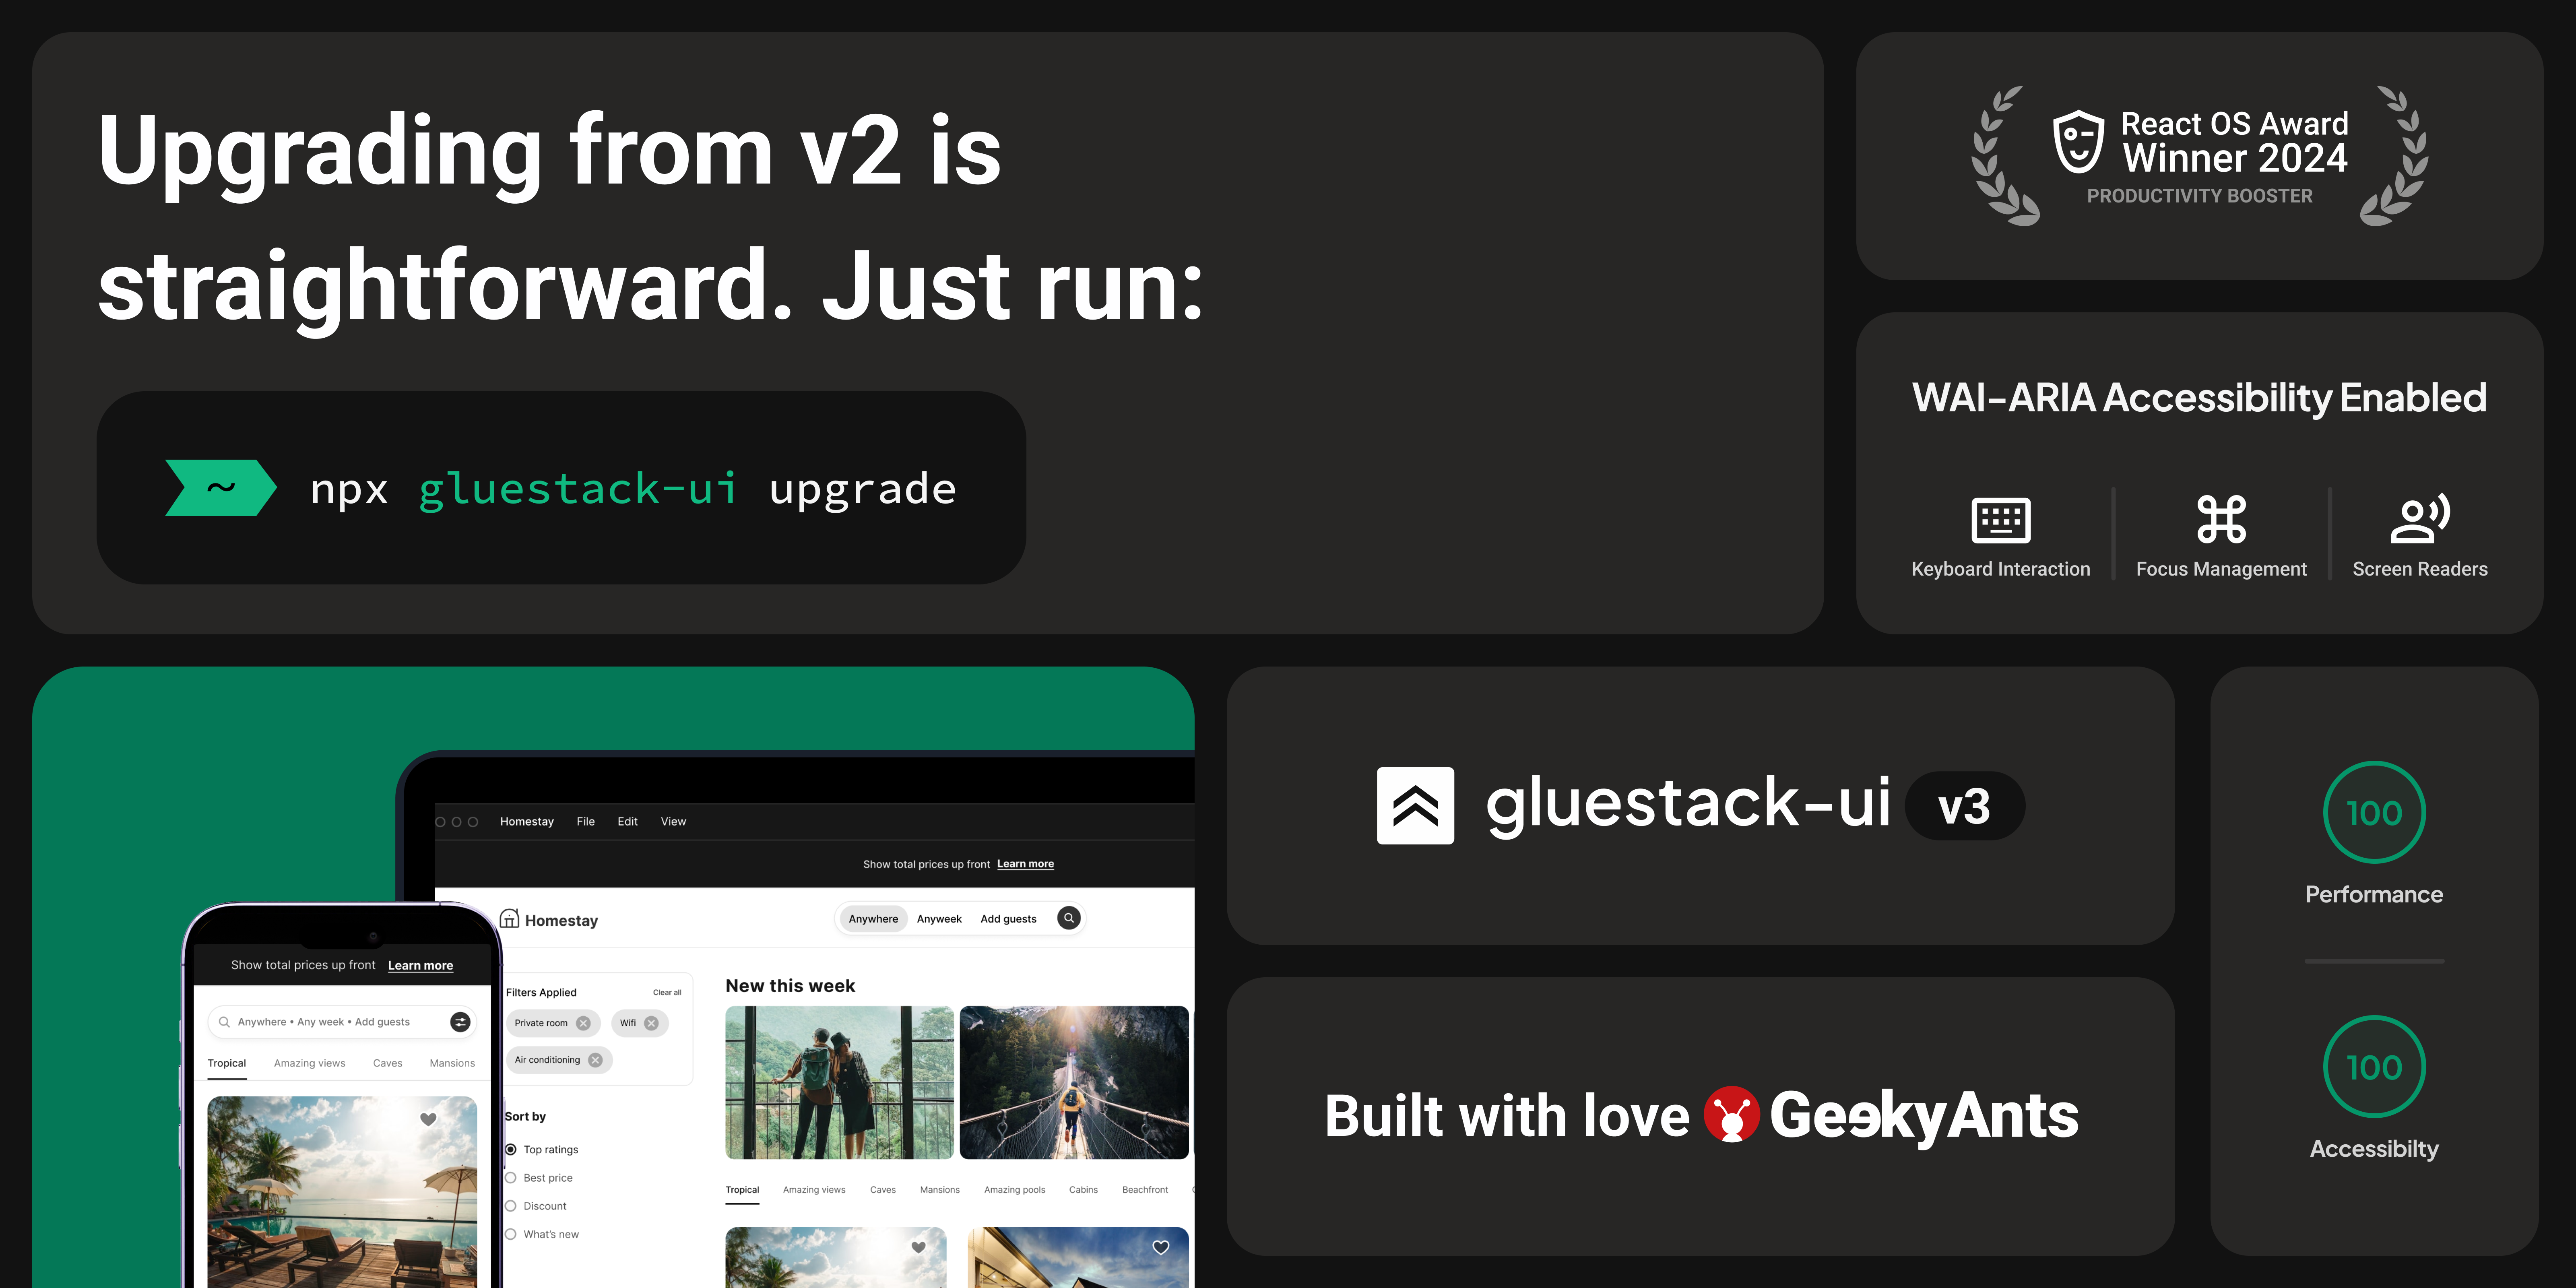 Upgrading from v2 is
straightforward. Just run:
~ npx gluestack-ui upgrade
React OS Award
Winner 2024
PRODUCTIVITY BOOSTER
WAI-ARIA Accessibility Enabled
Keyboard Interaction
Focus Management
Screen Readers
Homestay File Edit View
Show total prices up front Learn more
Homestay
Anywhere Anyweek Add guests
Filters Applied Clear all
Private room Wifi
Air conditioning
Sort by
Top ratings
Best price
Discount
What's new
New this week
Tropical Amazing views Caves Mansions Amazing pools Cabins Beachfront
Show total prices up front Learn more
Anywhere • Any week • Add guests
Tropical Amazing views Caves Mansions
gluestack-ui v3
Built with love GeekyAnts
100
Performance
100
Accessibilty